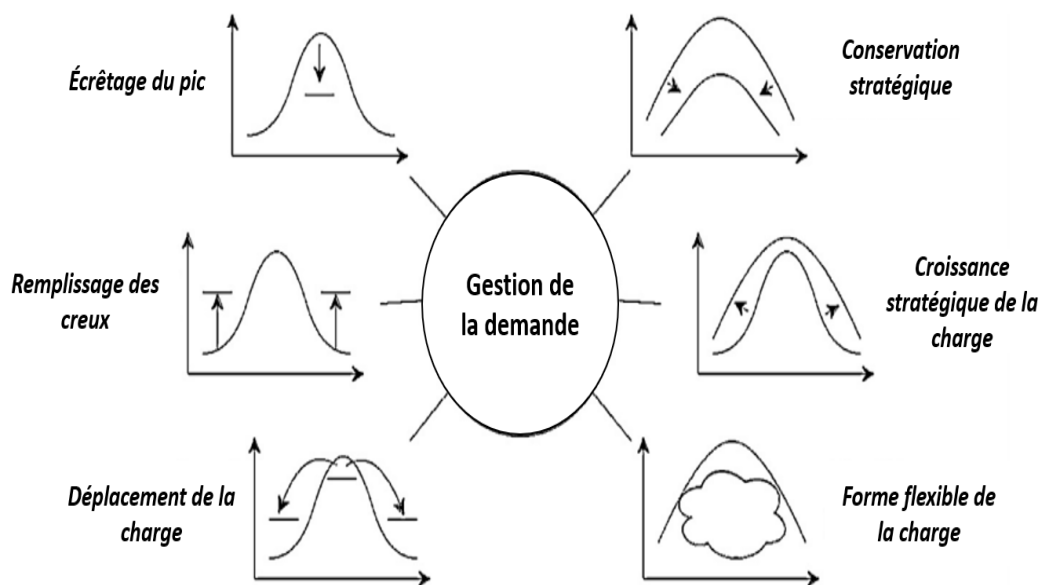 Écrêtage du pic
Conservation
stratégique
Remplissage des
creux
Gestion de
la demande
Croissance
stratégique de la
charge
Déplacement de la
charge
Forme flexible de
la charge